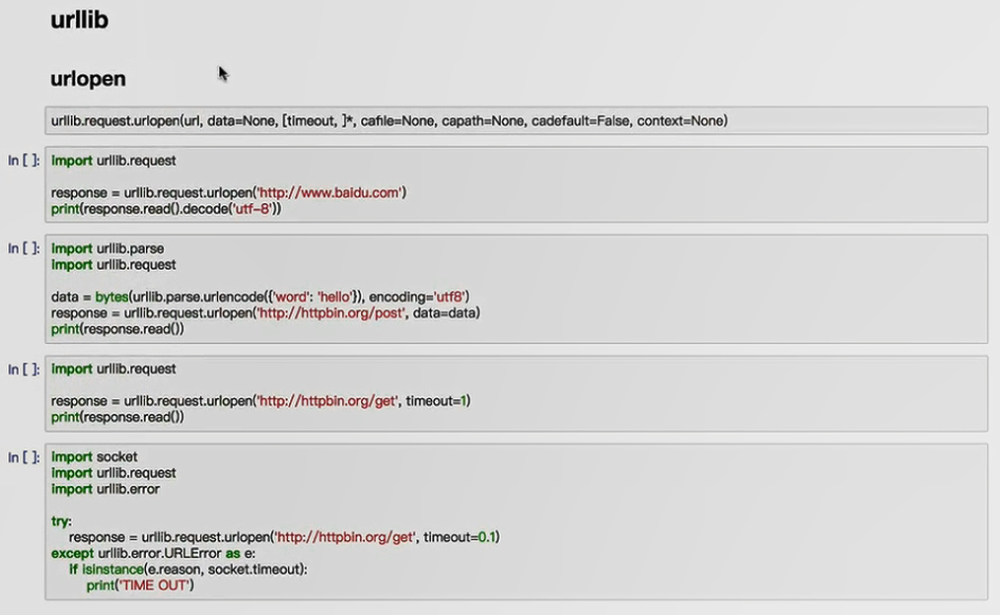 urllib
urlopen
urllib.request.urlopen(url, data=None, [timeout, ]*, cafile=None, capath=None, cadefault=False, context=None)
In [ ]: import urllib.request
response = urllib.request.urlopen('http://www.baidu.com')
print(response.read().decode('utf-8'))
In [ ]: import urllib.parse
import urllib.request
data = bytes(urllib.parse.urlencode({'word': 'hello'}), encoding='utf8')
response = urllib.request.urlopen('http://httpbin.org/post', data=data)
print(response.read())
In [ ]: import urllib.request
response = urllib.request.urlopen('http://httpbin.org/get', timeout=1)
print(response.read())
In [ ]: import socket
import urllib.request
import urllib.error
try:
response = urllib.request.urlopen('http://httpbin.org/get', timeout=0.1)
except urllib.error.URLError as e:
if isinstance(e.reason, socket.timeout):
print('TIME OUT')